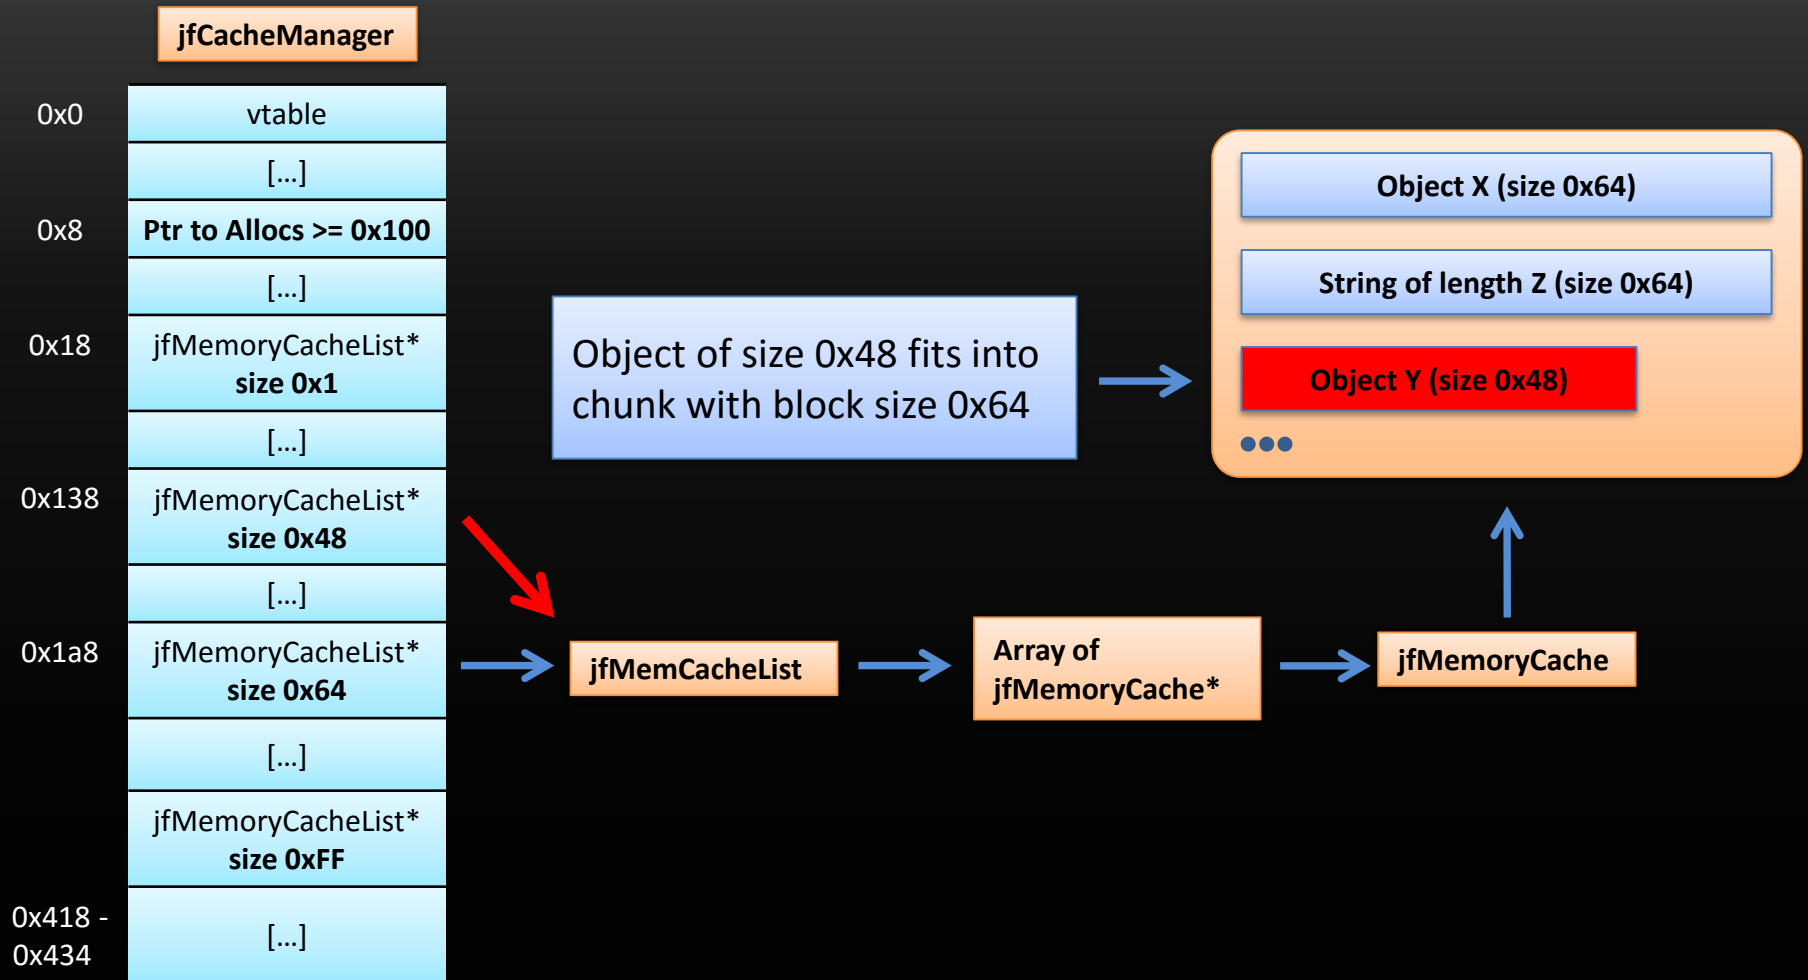 jfCacheManager
0x0
vtable
[...]
0x8
Ptr to Allocs >= 0x100
[...]
0x18
jfMemoryCacheList*
size 0x1
[...]
0x138
jfMemoryCacheList*
size 0x48
[...]
0x1a8
jfMemoryCacheList*
size 0x64
[...]
jfMemoryCacheList*
size 0xFF
0x418 -
0x434
[...]
Object of size 0x48 fits into
chunk with block size 0x64
Object X (size 0x64)
String of length Z (size 0x64)
Object Y (size 0x48)
jfMemCacheList
Array of
jfMemoryCache*
jfMemoryCache